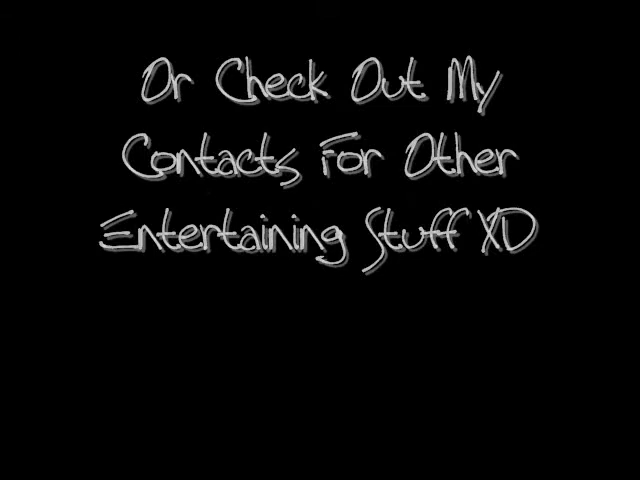 Or Check Out My
Contacts For Other
Entertaining Stuff XD